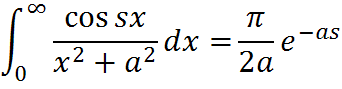 ∫₀^∞ cos sx / (x² + a²) dx = π / (2a) e^(−as)